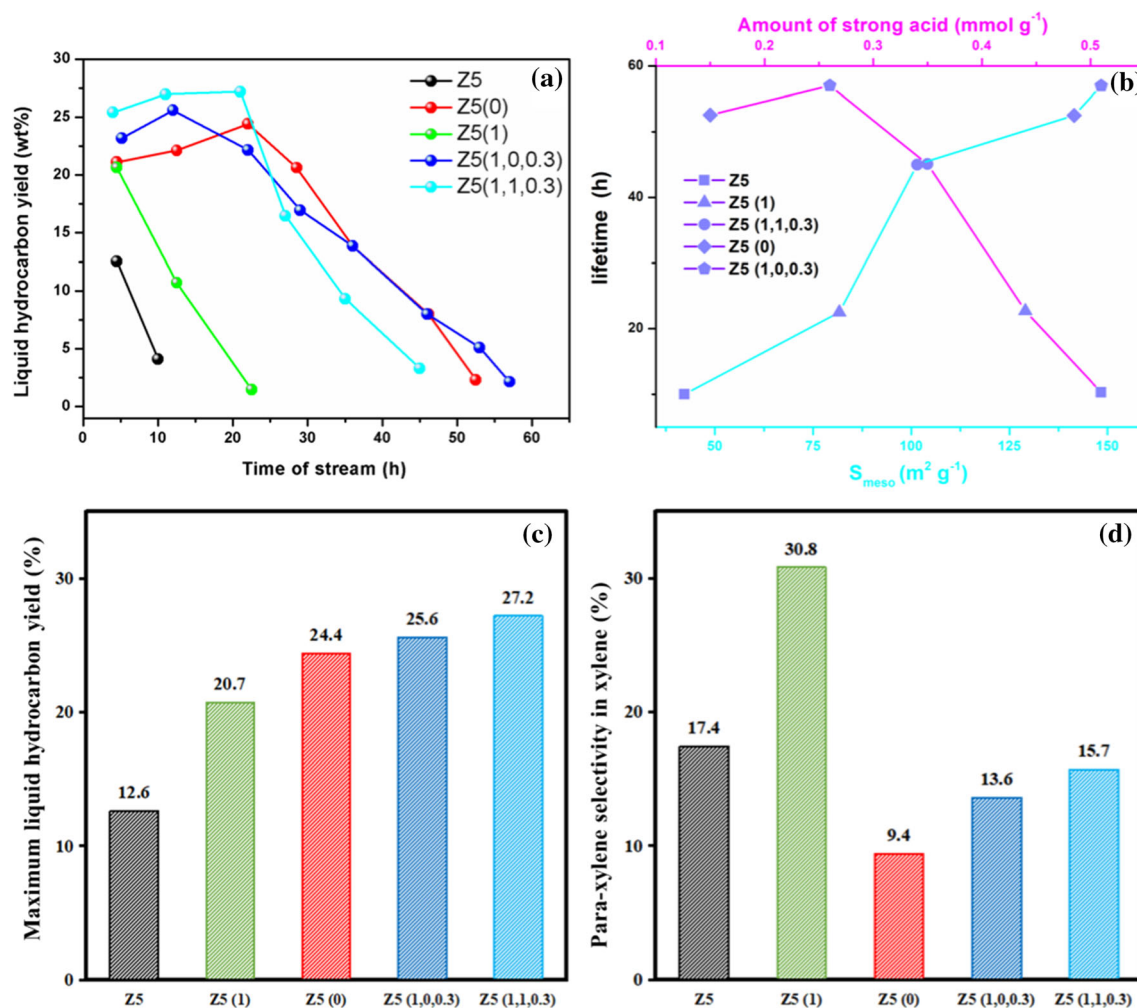 (a)
Liquid hydrocarbon yield (wt%)
30
25
20
15
10
5
0
Z5
Z5(0)
Z5(1)
Z5(1,0,0.3)
Z5(1,1,0.3)
0 10 20 30 40 50 60
Time of stream (h)
Amount of strong acid (mmol g⁻¹)
0.1 0.2 0.3 0.4 0.5
(b)
lifetime (h)
60
40
20
Z5
Z5 (1)
Z5 (1,1,0.3)
Z5 (0)
Z5 (1,0,0.3)
50 75 100 125 150
S_meso (m² g⁻¹)
(c)
Maximum liquid hydrocarbon yield (%)
30
20
10
0
12.6
20.7
24.4
25.6
27.2
Z5 Z5 (1) Z5 (0) Z5 (1,0,0.3) Z5 (1,1,0.3)
(d)
Para-xylene selectivity in xylene (%)
30
20
10
0
17.4
30.8
9.4
13.6
15.7
Z5 Z5 (1) Z5 (0) Z5 (1,0,0.3) Z5 (1,1,0.3)